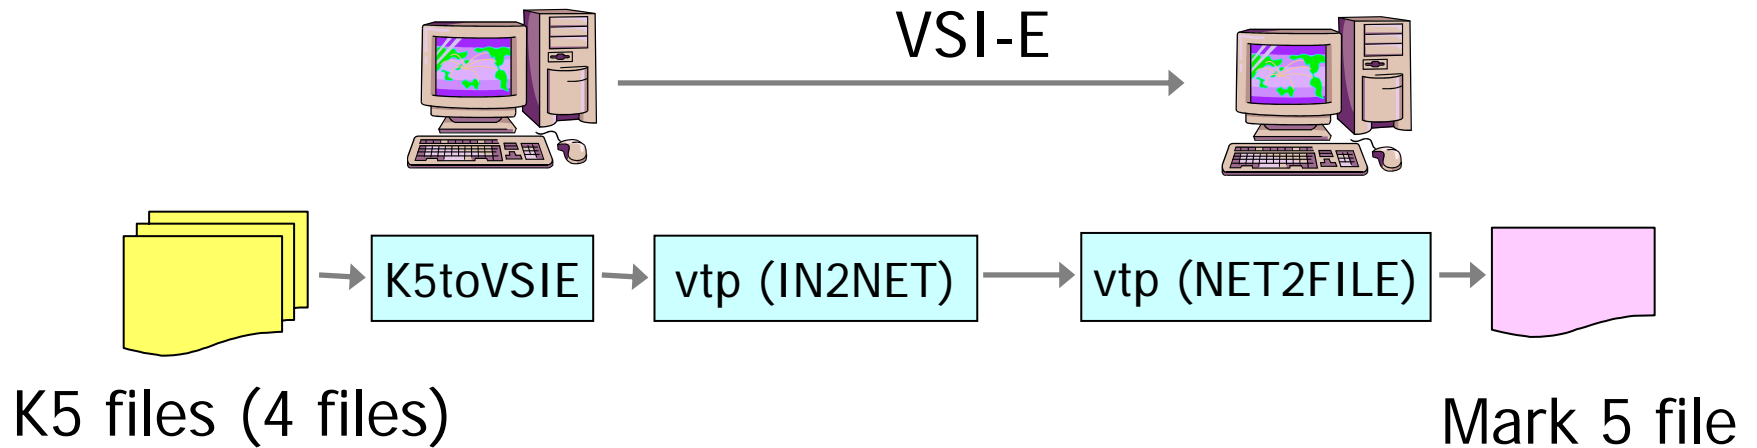 VSI-E
K5toVSIE
vtp (IN2NET)
vtp (NET2FILE)
K5 files (4 files)
Mark 5 file